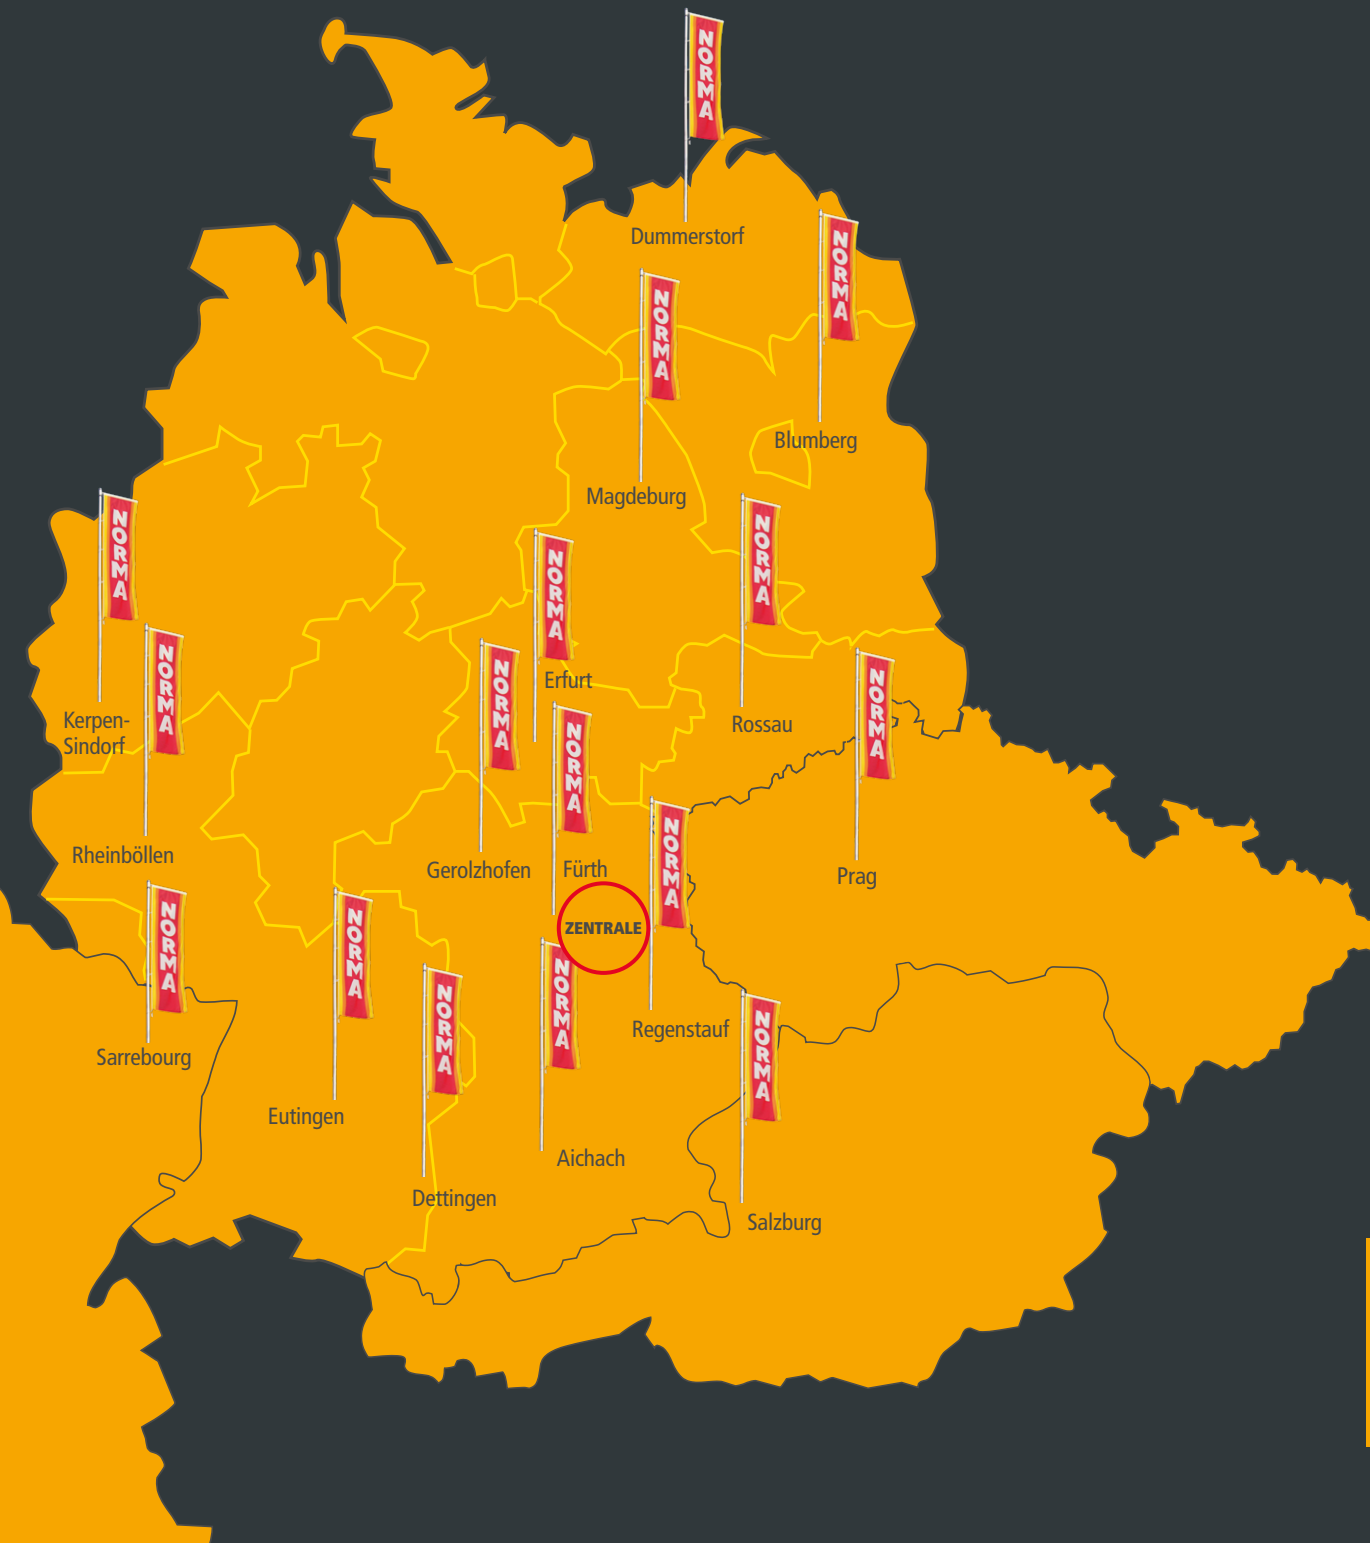 NORMA
Dummerstorf
NORMA
Blumberg
NORMA
Magdeburg
NORMA
Kerpen-
Sindorf
NORMA
Rheinböllen
NORMA
Erfurt
NORMA
Rossau
NORMA
Gerolzhofen
NORMA
Fürth
ZENTRALE
NORMA
Prag
NORMA
Regenstauf
NORMA
Sarrebourg
NORMA
Eutingen
NORMA
Dettingen
NORMA
Aichach
NORMA
Salzburg